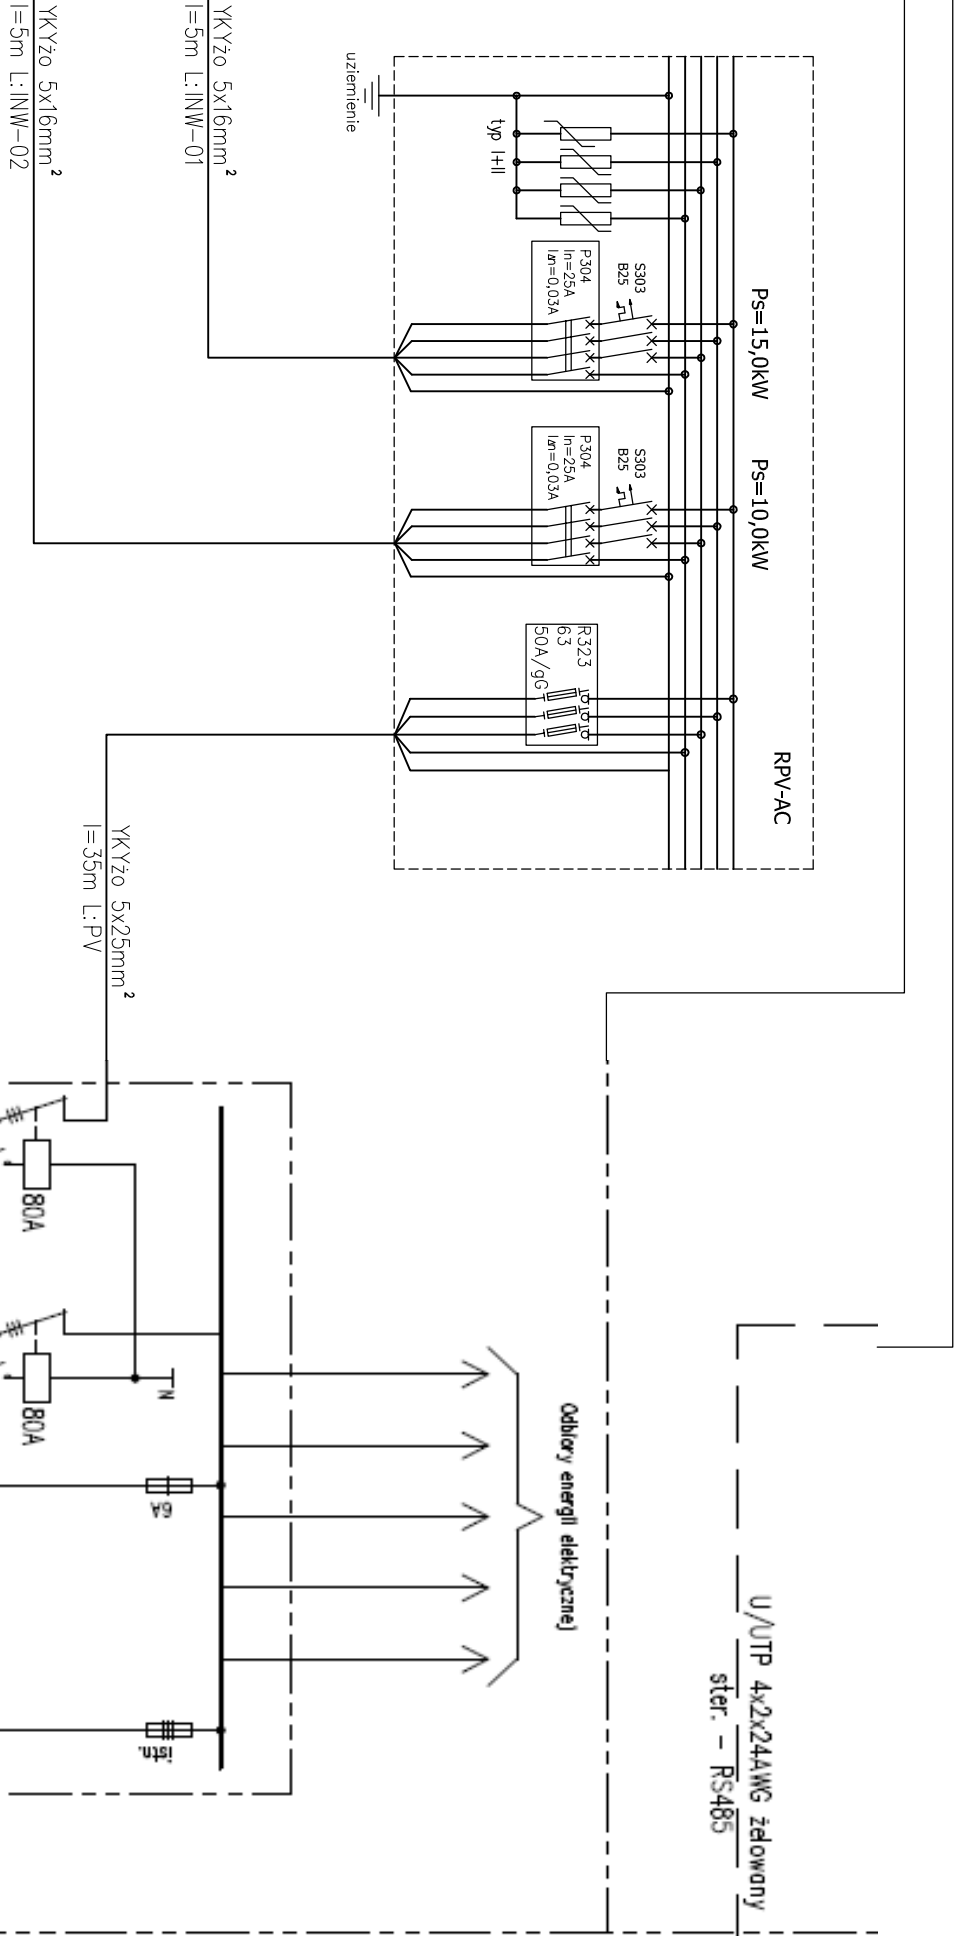 RPV-AC
Ps=15,0kW
Ps=10,0kW
S303
B25
P304
In=25A
IΔn=0,03A
S303
B25
P304
In=25A
IΔn=0,03A
R323
63
50A/gG
typ I+II
uziemienie
YKYżo 5x16mm²
l=5m L:INW-01
YKYżo 5x16mm²
l=5m L:INW-02
YKYżo 5x25mm²
l=35m L:PV
80A
80A
N
6A
istn.
Odbiory energii elektrycznej
U/UTP 4x2x24AWG żelowany
ster. - RS485